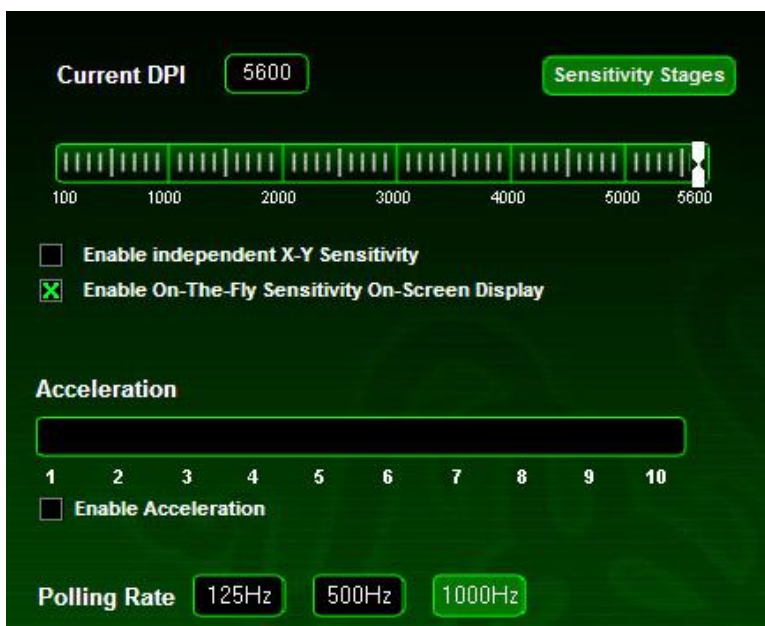 Current DPI 5600 Sensitivity Stages
100 1000 2000 3000 4000 5000 5600
Enable independent X-Y Sensitivity
Enable On-The-Fly Sensitivity On-Screen Display
Acceleration
1 2 3 4 5 6 7 8 9 10
Enable Acceleration
Polling Rate 125Hz 500Hz 1000Hz